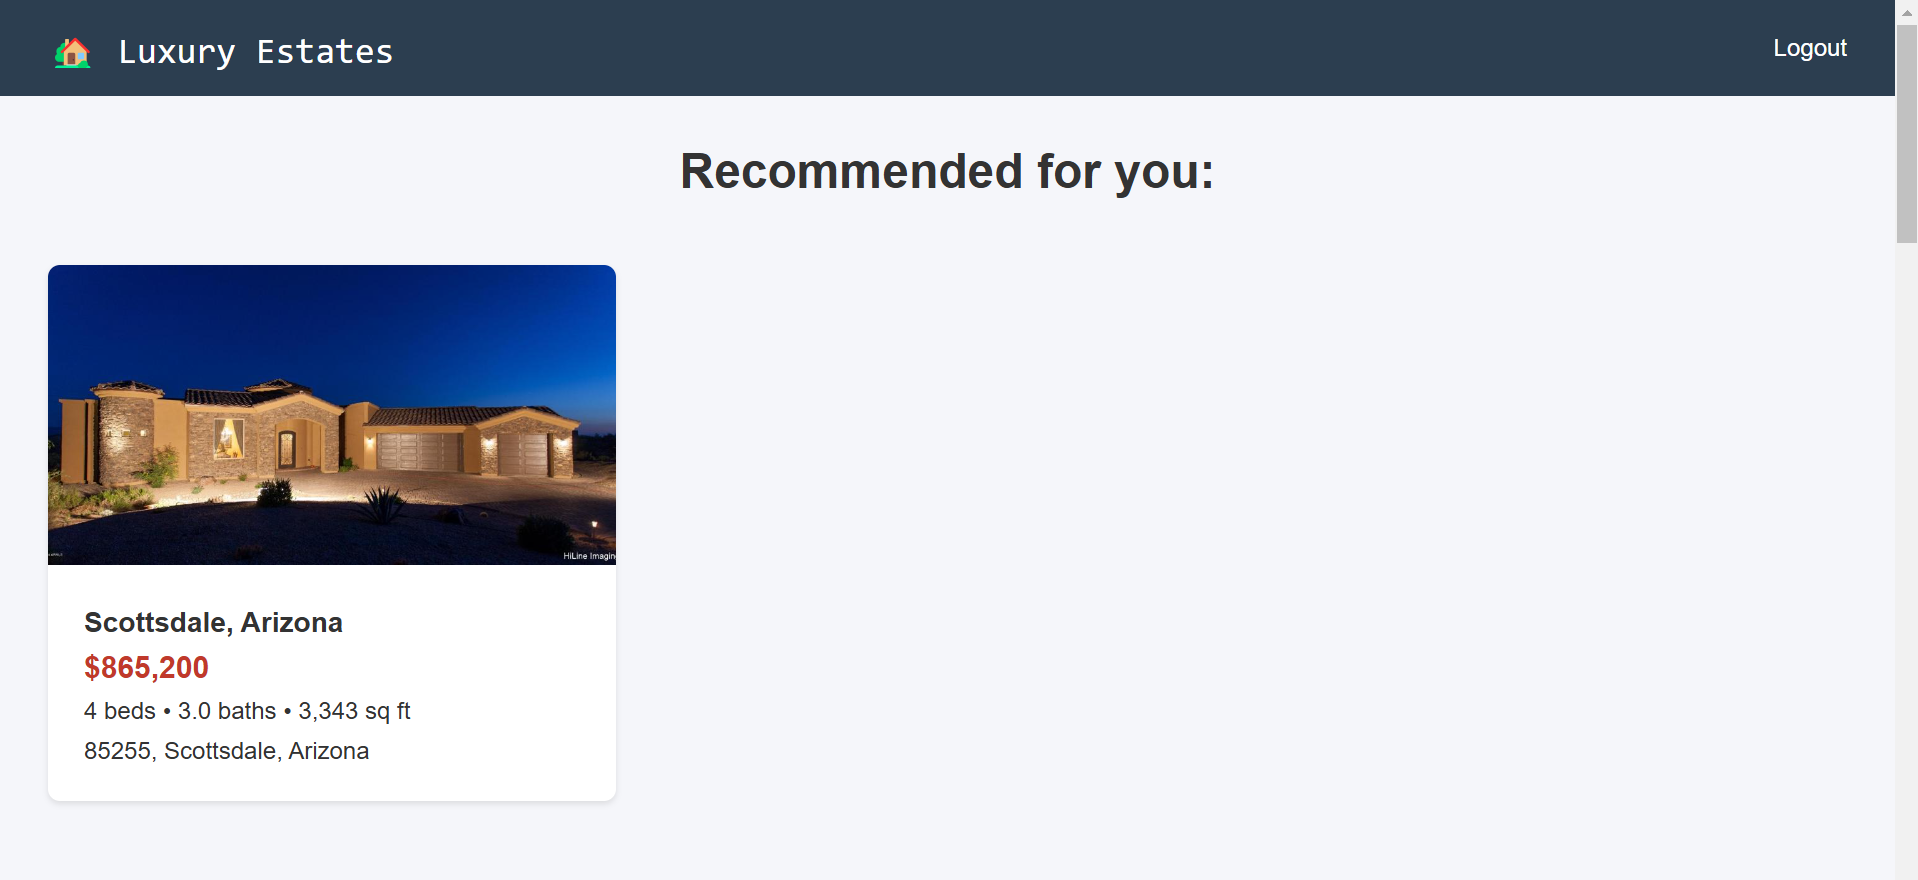 Luxury Estates
Logout
Recommended for you:
HiLine Imagin
Scottsdale, Arizona
$865,200
4 beds • 3.0 baths • 3,343 sq ft
85255, Scottsdale, Arizona